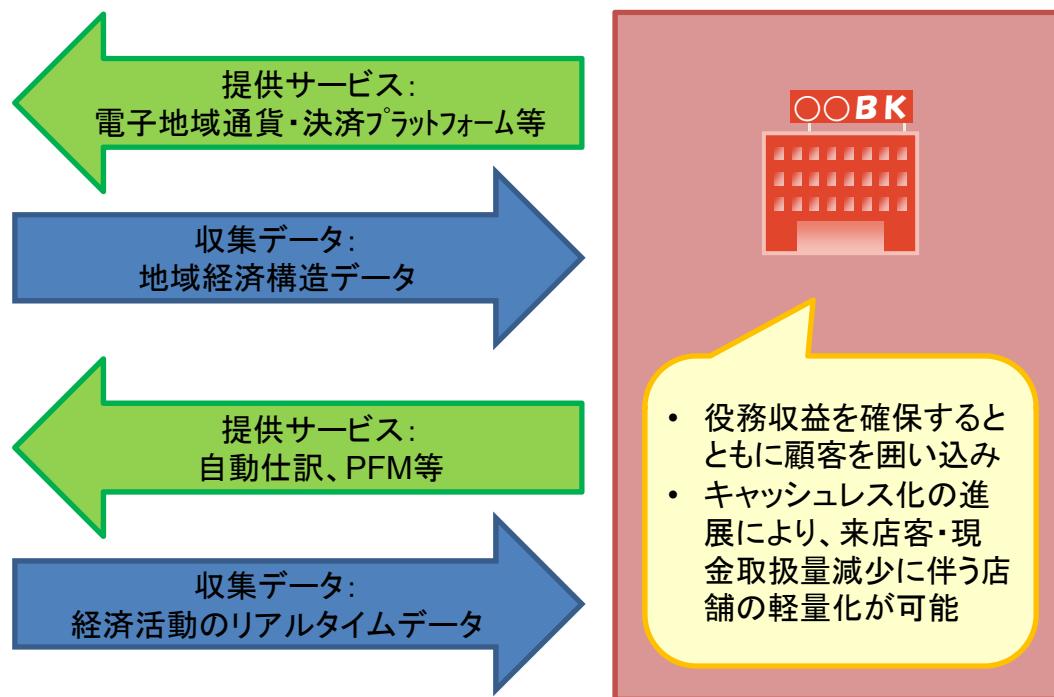 提供サービス：
電子地域通貨・決済ﾌﾟﾗｯﾄﾌｫｰﾑ等
収集データ：
地域経済構造データ
提供サービス：
自動仕訳、PFM等
収集データ：
経済活動のリアルタイムデータ
○○BK
• 役務収益を確保すると
ともに顧客を囲い込み
• キャッシュレス化の進
展により、来店客・現
金取扱量減少に伴う店
舗の軽量化が可能